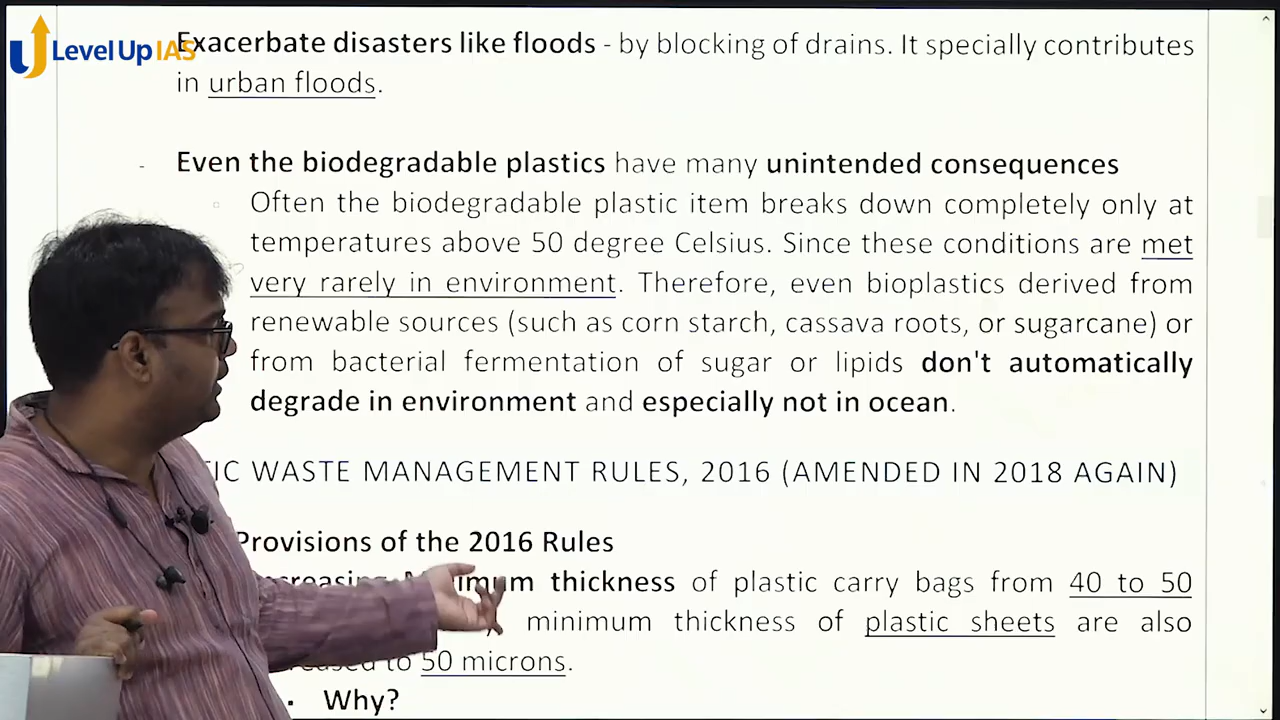 Level Up IAS
Exacerbate disasters like floods - by blocking of drains. It specially contributes
in urban floods.
- Even the biodegradable plastics have many unintended consequences
Often the biodegradable plastic item breaks down completely only at
temperatures above 50 degree Celsius. Since these conditions are met
very rarely in environment. Therefore, even bioplastics derived from
renewable sources (such as corn starch, cassava roots, or sugarcane) or
from bacterial fermentation of sugar or lipids don't automatically
degrade in environment and especially not in ocean.
WASTE MANAGEMENT RULES, 2016 (AMENDED IN 2018 AGAIN)
Provisions of the 2016 Rules
thickness of plastic carry bags from 40 to 50
minimum thickness of plastic sheets are also
to 50 microns.
▪ Why?